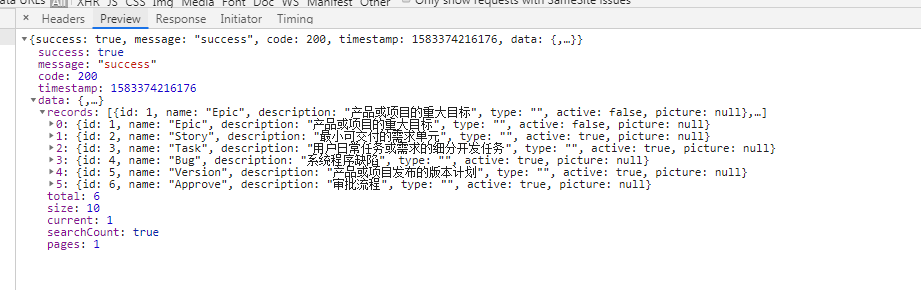 ata URLs All XHR JS CSS Img Media Font Doc WS Manifest Other Only show requests with SameSite issues
× Headers Preview Response Initiator Timing
▼{success: true, message: "success", code: 200, timestamp: 1583374216176, data: {,…}}
success: true
message: "success"
code: 200
timestamp: 1583374216176
▼data: {,…}
▼records: [{id: 1, name: "Epic", description: "产品或项目的重大目标", type: "", active: false, picture: null},…]
▶0: {id: 1, name: "Epic", description: "产品或项目的重大目标", type: "", active: false, picture: null}
▶1: {id: 2, name: "Story", description: "最小可交付的需求单元", type: "", active: true, picture: null}
▶2: {id: 3, name: "Task", description: "用户日常任务或需求的细分开发任务", type: "", active: true, picture: null}
▶3: {id: 4, name: "Bug", description: "系统程序缺陷", type: "", active: true, picture: null}
▶4: {id: 5, name: "Version", description: "产品或项目发布的版本计划", type: "", active: true, picture: null}
▶5: {id: 6, name: "Approve", description: "审批流程", type: "", active: true, picture: null}
total: 6
size: 10
current: 1
searchCount: true
pages: 1